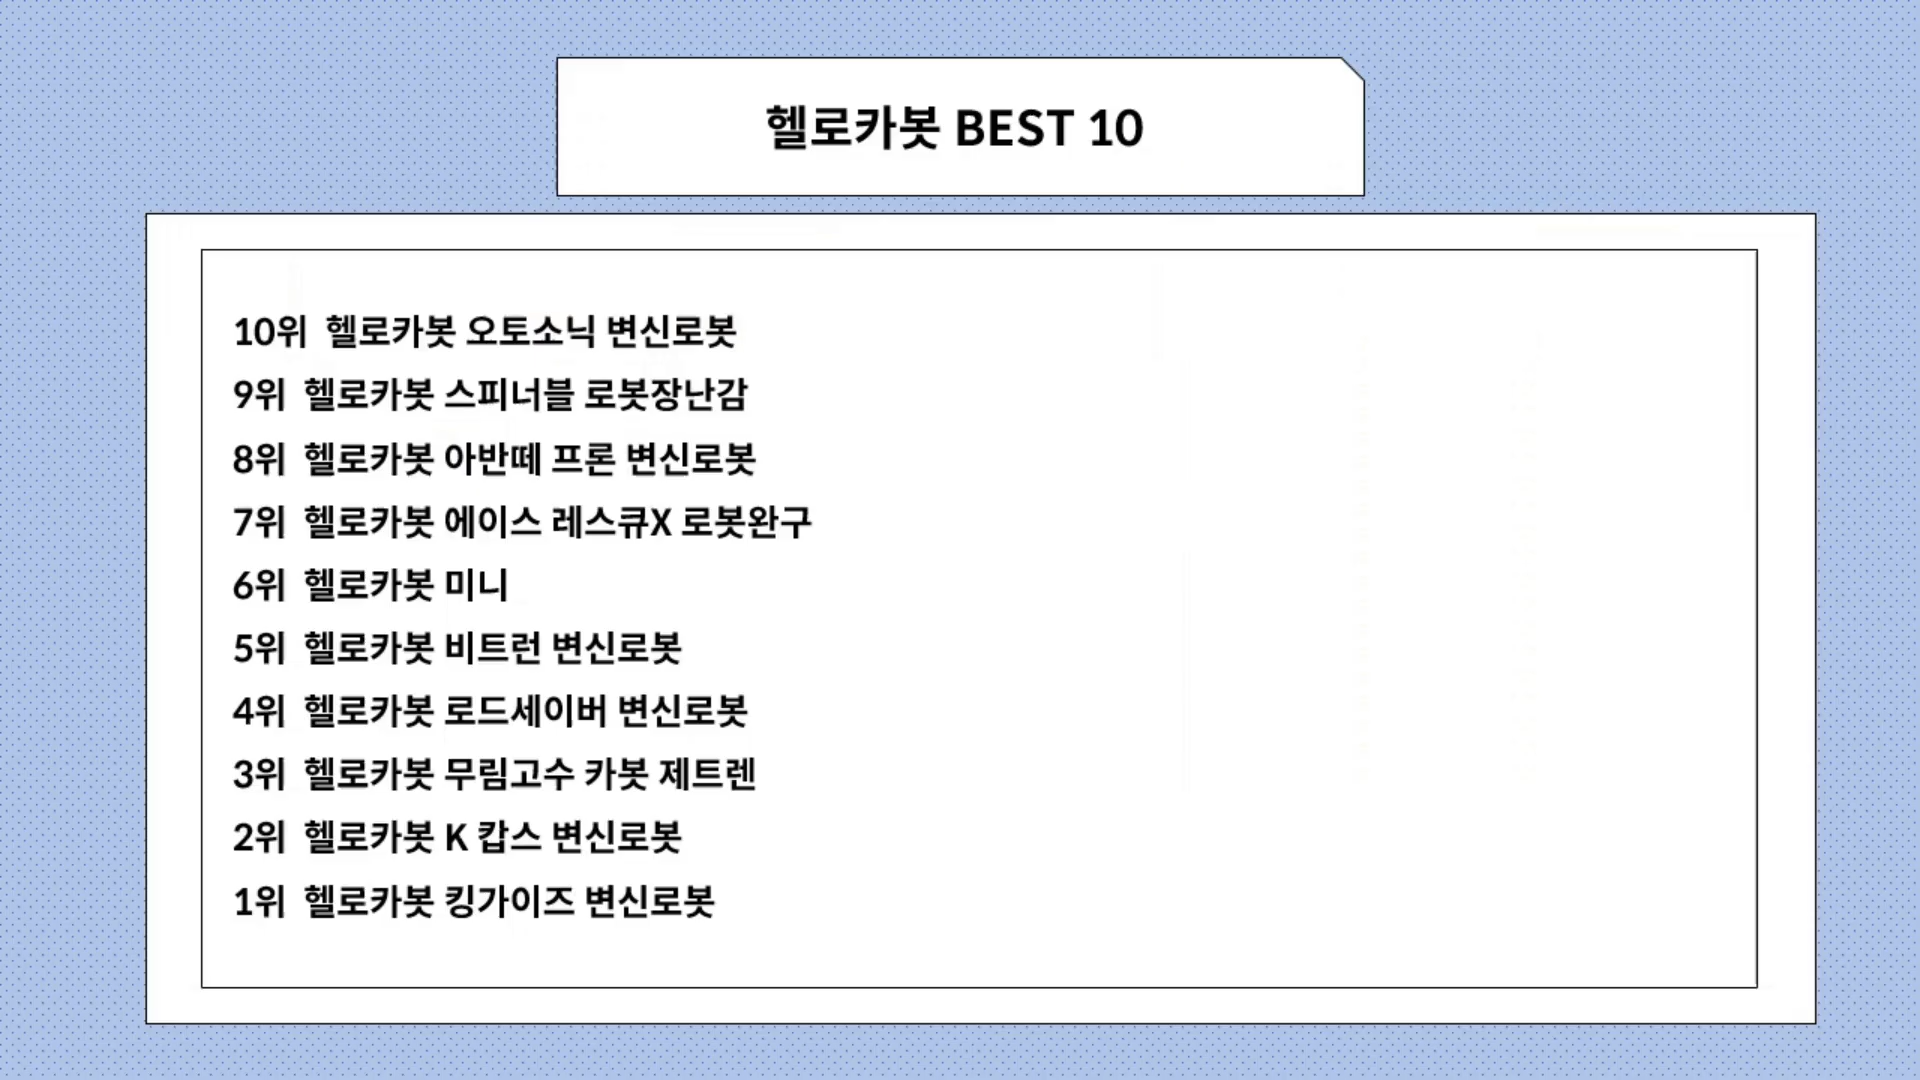 헬로카봇 BEST 10
10위 헬로카봇 오토소닉 변신로봇
9위 헬로카봇 스피너블 로봇장난감
8위 헬로카봇 아반떼 프론 변신로봇
7위 헬로카봇 에이스 레스큐X 로봇완구
6위 헬로카봇 미니
5위 헬로카봇 비트런 변신로봇
4위 헬로카봇 로드세이버 변신로봇
3위 헬로카봇 무림고수 카봇 제트렌
2위 헬로카봇 K 캅스 변신로봇
1위 헬로카봇 킹가이즈 변신로봇